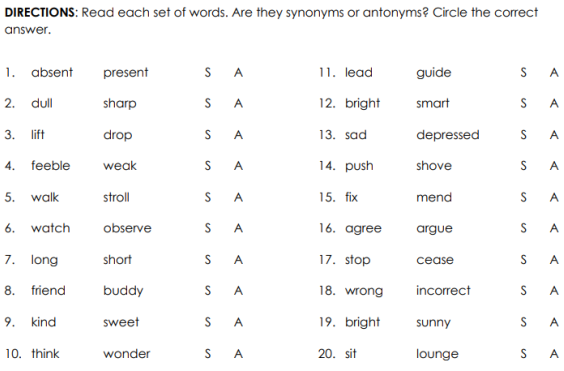 DIRECTIONS: Read each set of words. Are they synonyms or antonyms? Circle the correct
answer.
1. absent present S A 11. lead guide S A
2. dull sharp S A 12. bright smart S A
3. lift drop S A 13. sad depressed S A
4. feeble weak S A 14. push shove S A
5. walk stroll S A 15. fix mend S A
6. watch observe S A 16. agree argue S A
7. long short S A 17. stop cease S A
8. friend buddy S A 18. wrong incorrect S A
9. kind sweet S A 19. bright sunny S A
10. think wonder S A 20. sit lounge S A